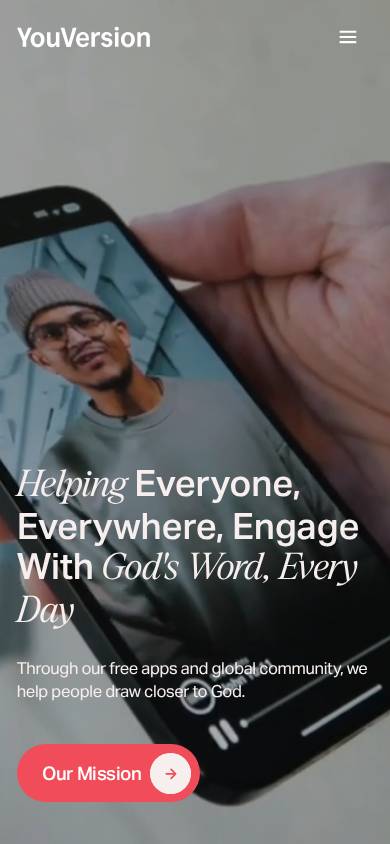 YouVersion
Helping Everyone,
Everywhere, Engage
With God's Word, Every
Day
Through our free apps and global community, we
help people draw closer to God.
Our Mission